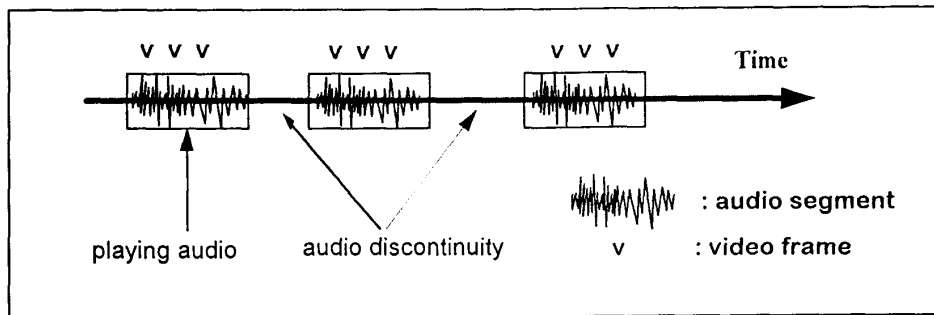 v v v v v v v v v
Time
: audio segment
v : video frame
playing audio audio discontinuity